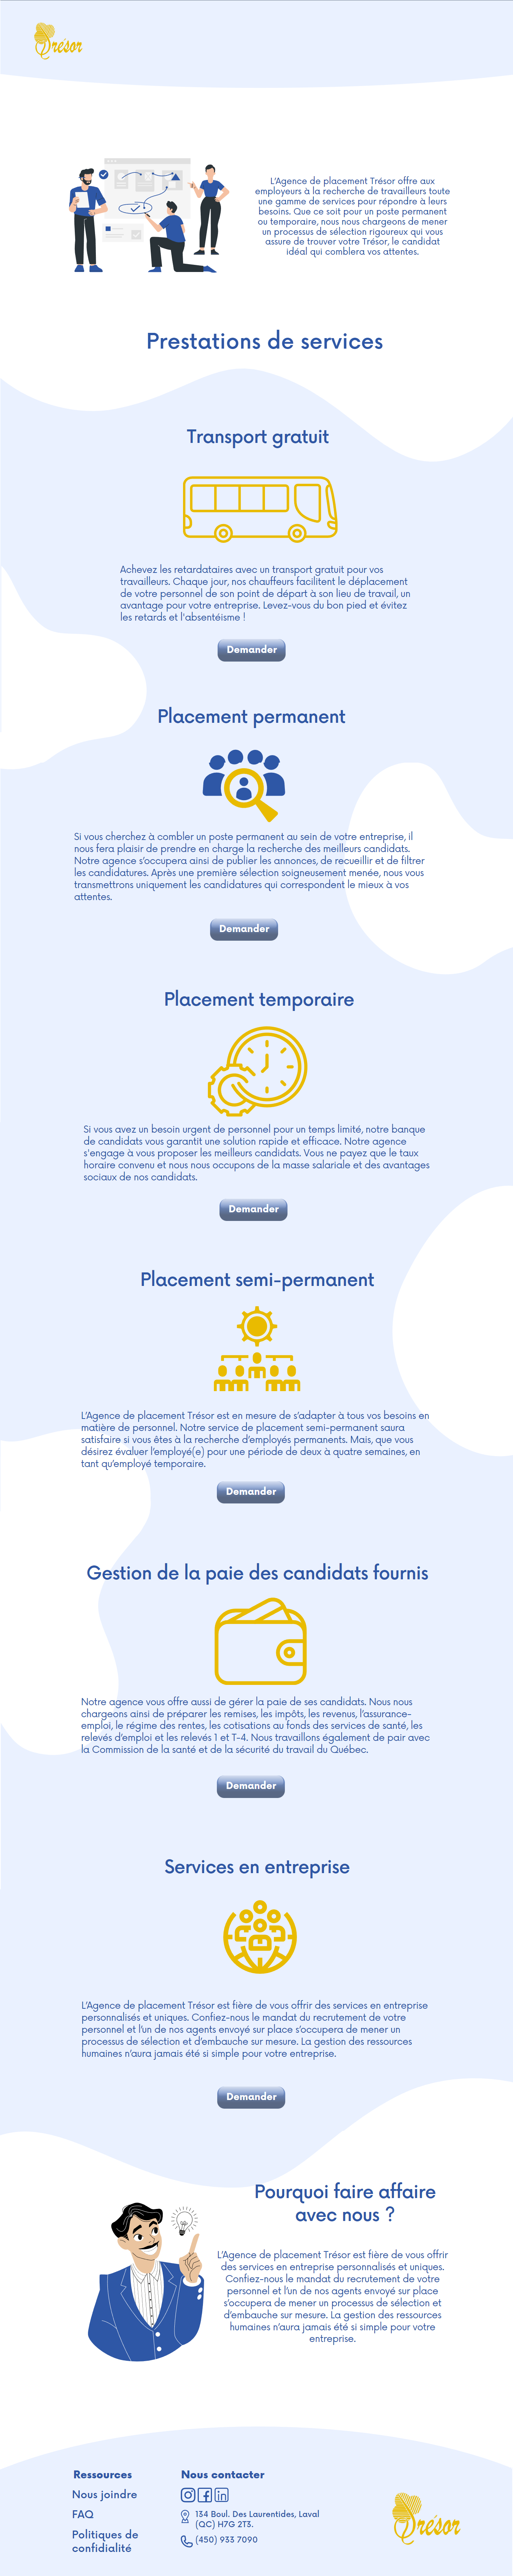 Trésor
L'Agence de placement Trésor offre aux
employeurs à la recherche de travailleurs toute
une gamme de services pour répondre à leurs
besoins. Que ce soit pour un poste permanent
ou temporaire, nous nous chargeons de mener
un processus de sélection rigoureux qui vous
assure de trouver votre Trésor, le candidat
idéal qui comblera vos attentes.
Prestations de services
Transport gratuit
Achevez les retardataires avec un transport gratuit pour vos
travailleurs. Chaque jour, nos chauffeurs facilitent le déplacement
de votre personnel de son point de départ à son lieu de travail, un
avantage pour votre entreprise. Levez-vous du bon pied et évitez
les retards et l'absentéisme !
Demander
Placement permanent
Si vous cherchez à combler un poste permanent au sein de votre entreprise, il
nous fera plaisir de prendre en charge la recherche des meilleurs candidats.
Notre agence s'occupera ainsi de publier les annonces, de recueillir et de filtrer
les candidatures. Après une première sélection soigneusement menée, nous vous
transmettrons uniquement les candidatures qui correspondent le mieux à vos
attentes.
Demander
Placement temporaire
Si vous avez un besoin urgent de personnel pour un temps limité, notre banque
de candidats vous garantit une solution rapide et efficace. Notre agence
s'engage à vous proposer les meilleurs candidats. Vous ne payez que le taux
horaire convenu et nous nous occupons de la masse salariale et des avantages
sociaux de nos candidats.
Demander
Placement semi-permanent
L'Agence de placement Trésor est en mesure de s'adapter à tous vos besoins en
matière de personnel. Notre service de placement semi-permanent saura
satisfaire si vous êtes à la recherche d'employés permanents. Mais, que vous
désirez évaluer l'employé(e) pour une période de deux à quatre semaines, en
tant qu'employé temporaire.
Demander
Gestion de la paie des candidats fournis
Notre agence vous offre aussi de gérer la paie de ses candidats. Nous nous
chargeons ainsi de préparer les remises, les impôts, les revenus, l'assurance-
emploi, le régime des rentes, les cotisations au fonds des services de santé, les
relevés d'emploi et les relevés 1 et T-4. Nous travaillons également de pair avec
la Commission de la santé et de la sécurité du travail du Québec.
Demander
Services en entreprise
L'Agence de placement Trésor est fière de vous offrir des services en entreprise
personnalisés et uniques. Confiez-nous le mandat du recrutement de votre
personnel et l'un de nos agents envoyé sur place s'occupera de mener un
processus de sélection et d'embauche sur mesure. La gestion des ressources
humaines n'aura jamais été si simple pour votre entreprise.
Demander
Pourquoi faire affaire
avec nous ?
L'Agence de placement Trésor est fière de vous offrir
des services en entreprise personnalisés et uniques.
Confiez-nous le mandat du recrutement de votre
personnel et l'un de nos agents envoyé sur place
s'occupera de mener un processus de sélection et
d'embauche sur mesure. La gestion des ressources
humaines n'aura jamais été si simple pour votre
entreprise.
Ressources
Nous joindre
FAQ
Politiques de
confidialité
Nous contacter
134 Boul. Des Laurentides, Laval
(QC) H7G 2T3.
(450) 933 7090
Trésor